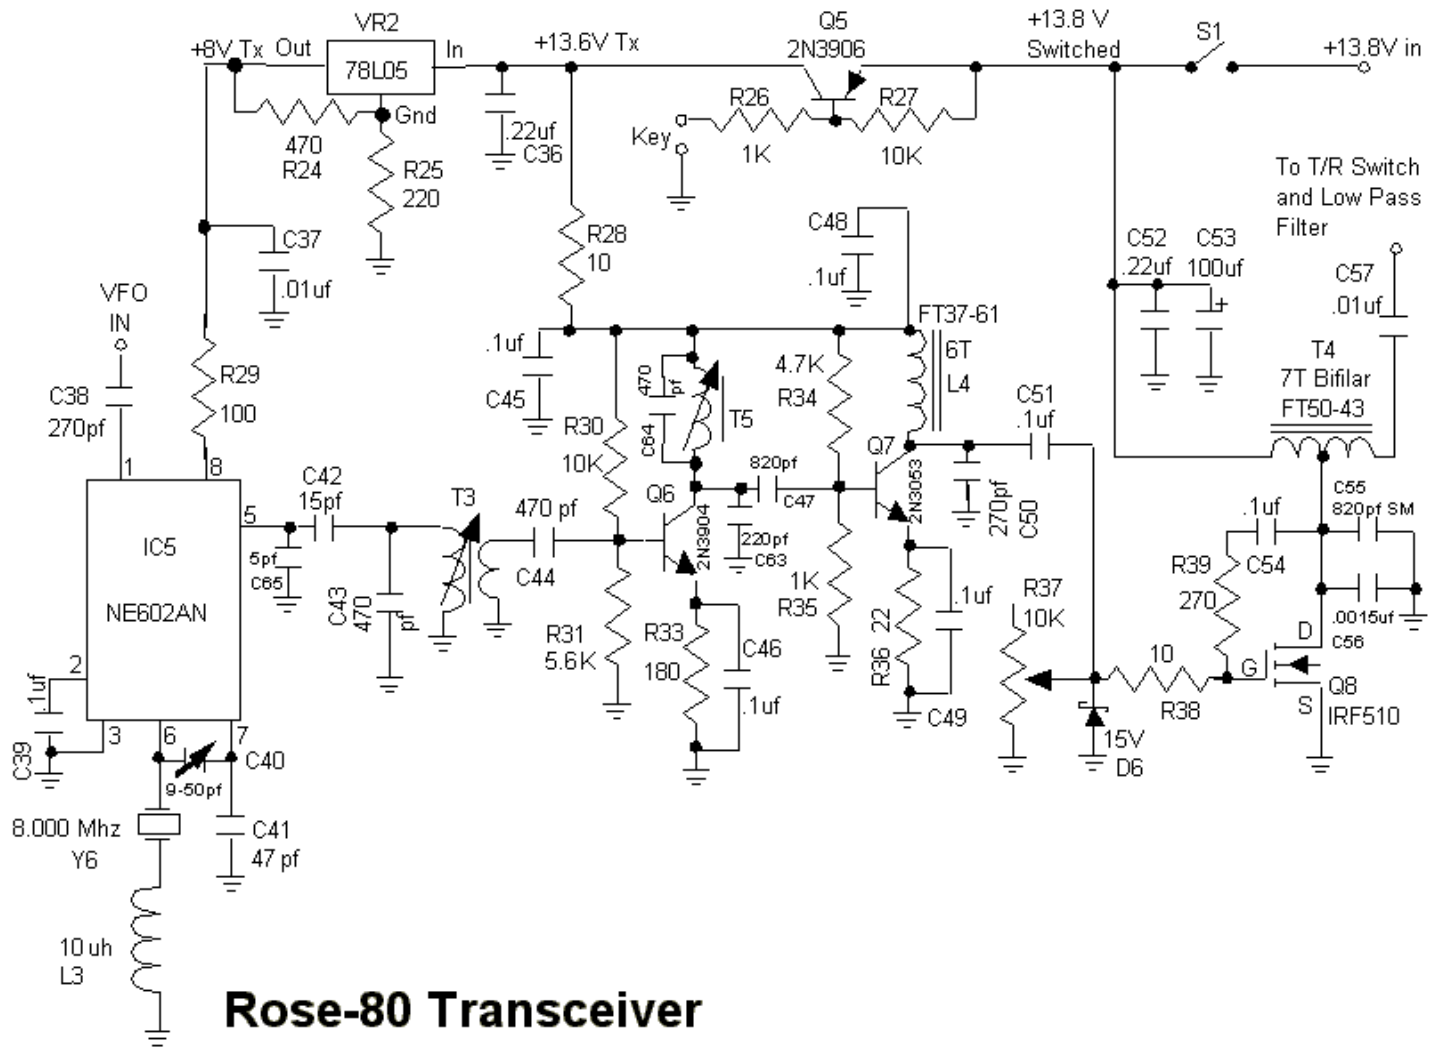 VR2
+8V Tx
Out
In
78L05
Gnd
470
R24
R25
220
+13.6V Tx
.22uf
C36
Q5
2N3906
R26
1K
R27
10K
Key
+13.8 V
Switched
S1
+13.8V in
To T/R Switch
and Low Pass
Filter
C37
.01uf
R28
10
C48
.1uf
C52
.22uf
C53
100uf
+
C57
.01uf
VFO
IN
C38
270pf
R29
100
.1uf
C45
R30
10K
470
pf
C64
T5
4.7K
R34
FT37-61
6T
L4
C51
.1uf
T4
7T Bifilar
FT50-43
1
8
5
IC5
NE602AN
2
3
6
7
C42
15pf
5pf
C65
C43
470
pf
T3
470 pf
C44
Q6
2N3904
820pf
C47
220pf
C63
Q7
2N3053
270pf
C50
R31
5.6K
R33
180
C46
.1uf
1K
R35
R36
22
.1uf
C49
R37
10K
15V
D6
10
R38
R39
270
.1uf
C54
C55
820pf SM
.0015uf
C56
D
G
S
Q8
IRF510
.1uf
C39
C40
9-50pf
8.000 Mhz
Y6
C41
47 pf
10 uh
L3
Rose-80 Transceiver